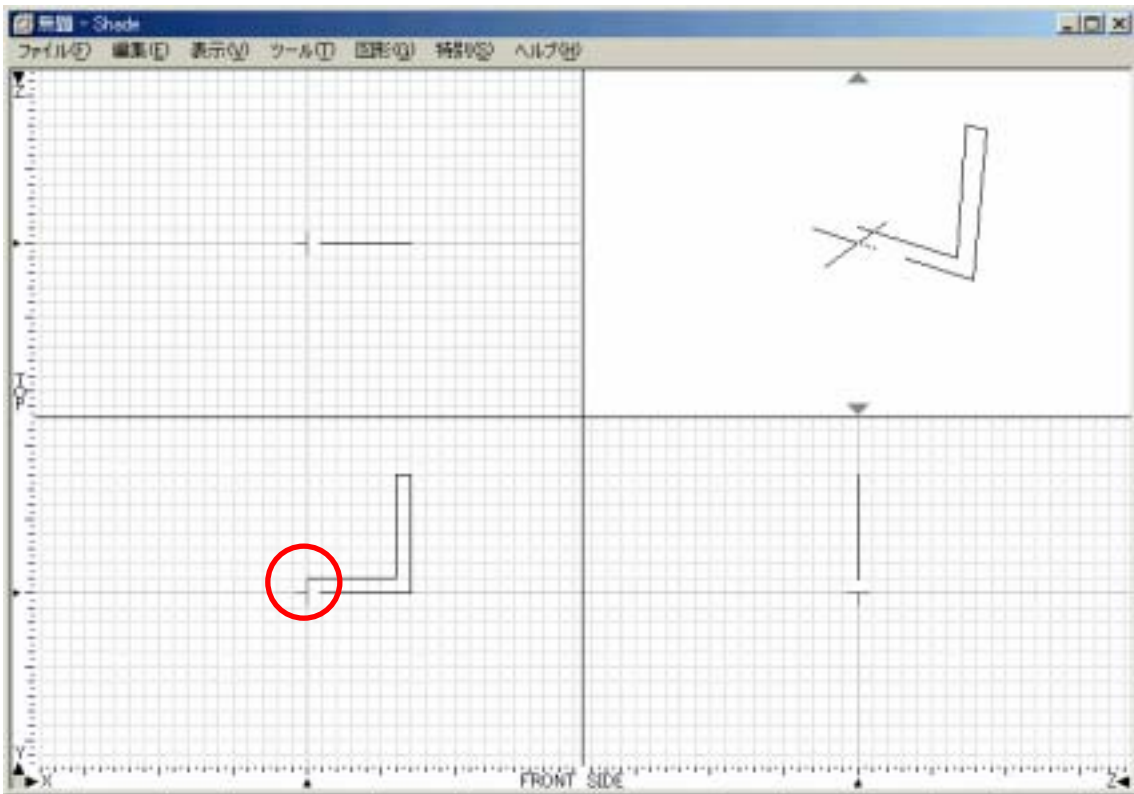 無題 - Shade
ファイル(F) 編集(E) 表示(V) ツール(T) 図形(G) 特別(S) ヘルプ(H)
Z
TOP
Y
X
FRONT SIDE
Z